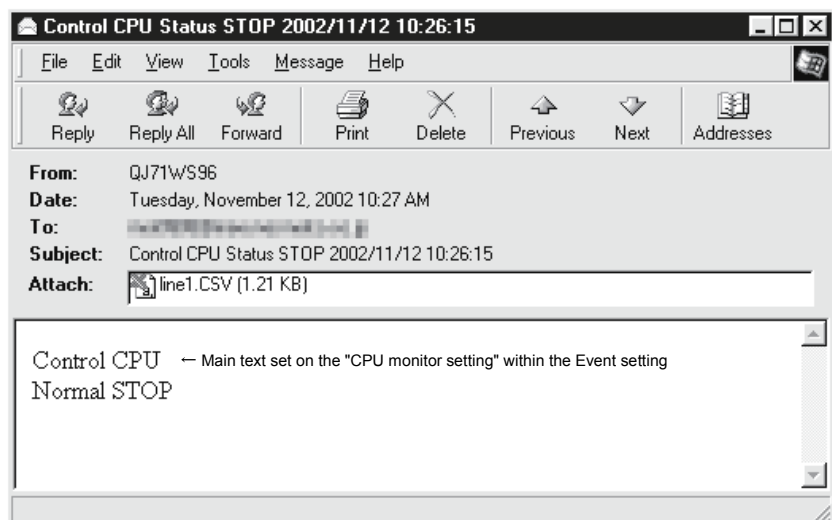 Control CPU Status STOP 2002/11/12 10:26:15
File Edit View Tools Message Help
Reply Reply All Forward Print Delete Previous Next Addresses
From: QJ71WS96
Date: Tuesday, November 12, 2002 10:27 AM
To:
Subject: Control CPU Status STOP 2002/11/12 10:26:15
Attach: line1.CSV (1.21 KB)
Control CPU ← Main text set on the "CPU monitor setting" within the Event setting
Normal STOP